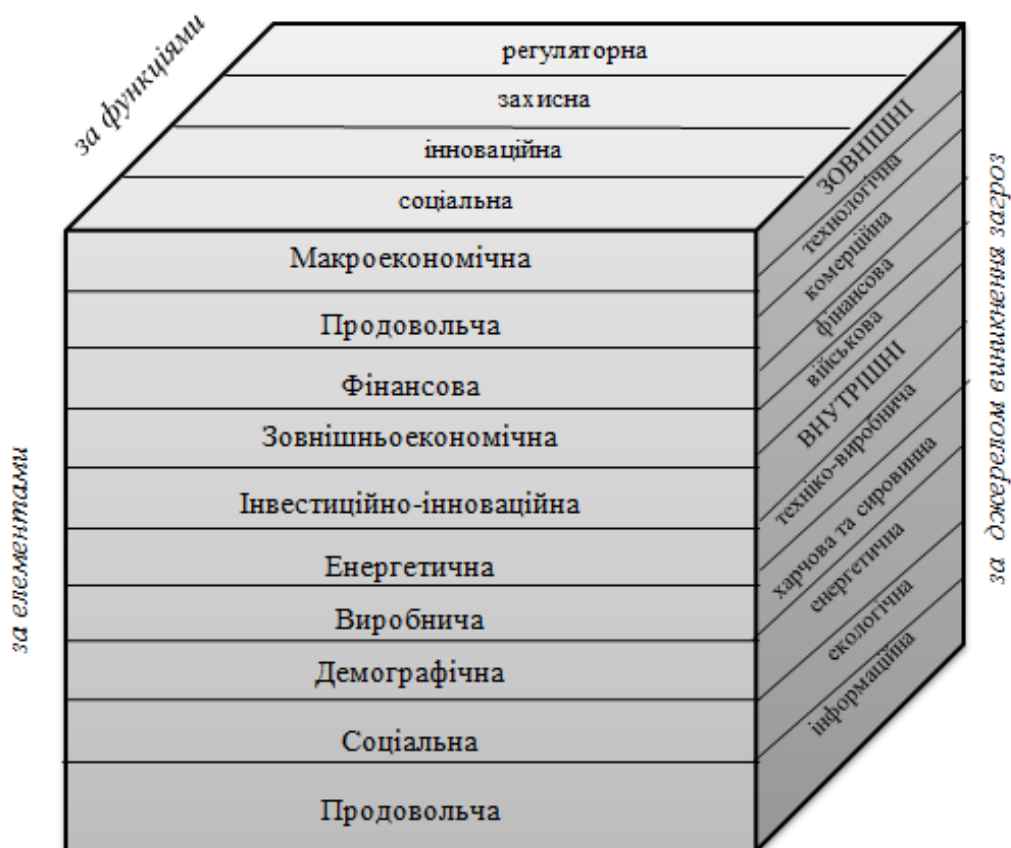 за функціями
регуляторна
захисна
інноваційна
соціальна
за елементами
Макроекономічна
Продовольча
Фінансова
Зовнішньоекономічна
Інвестиційно-інноваційна
Енергетична
Виробнича
Демографічна
Соціальна
Продовольча
ЗОВНІШНІ
технологічна
комерційна
фінансова
військова
ВНУТРІШНІ
техніко-виробнича
харчова та сировинна
енергетична
екологічна
інформаційна
за джерелом виникнення загроз